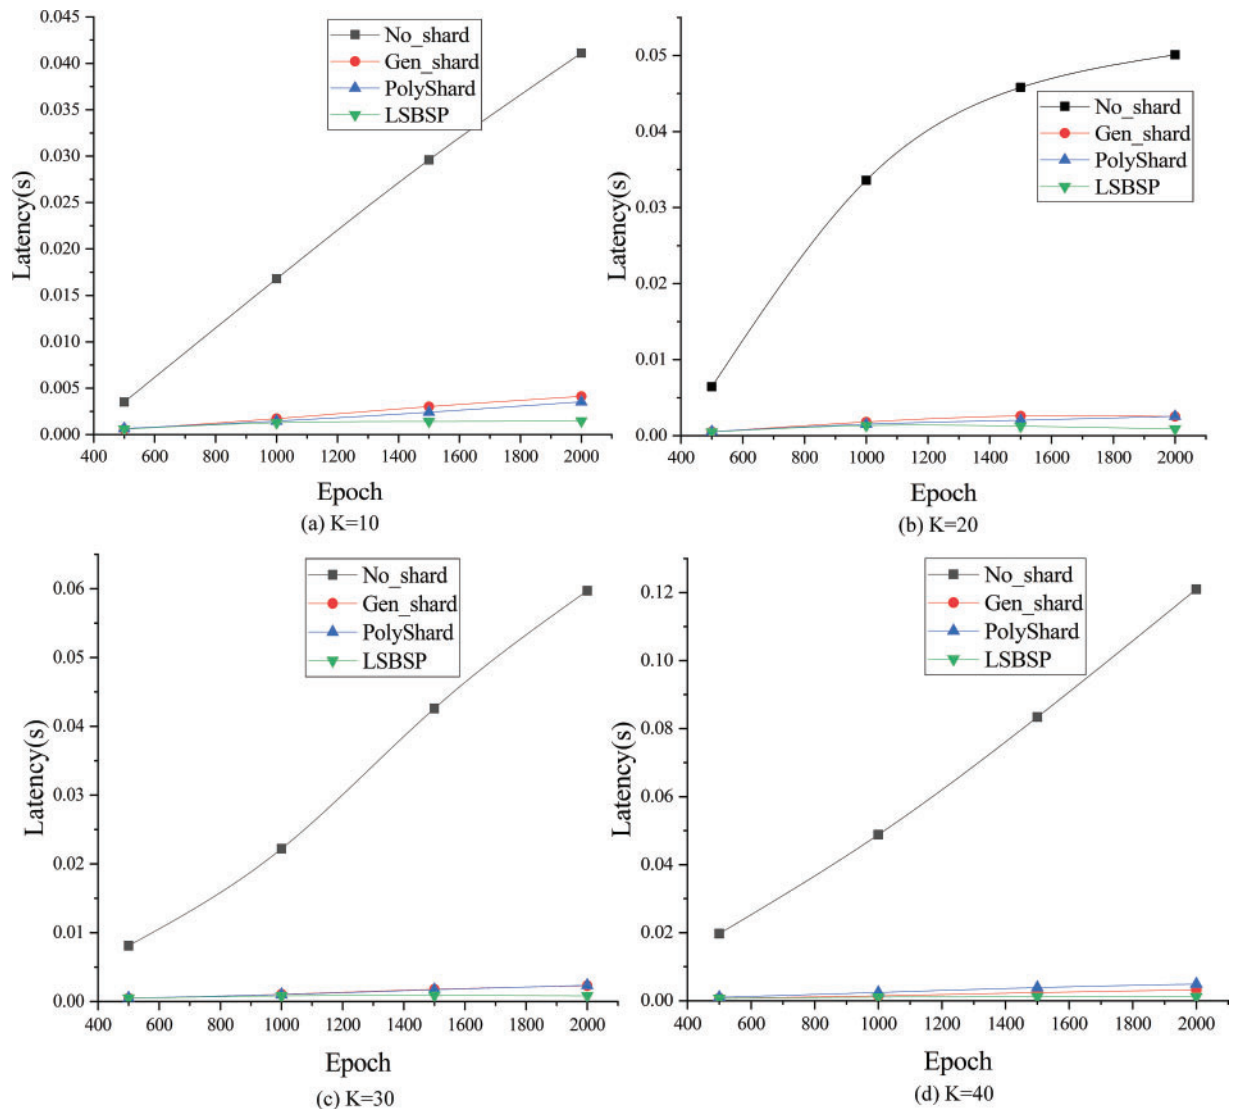 0.045
0.040
0.035
0.030
0.025
0.020
0.015
0.010
0.005
0.000
Latency(s)
No_shard
Gen_shard
PolyShard
LSBSP
400 600 800 1000 1200 1400 1600 1800 2000
Epoch
(a) K=10
0.05
0.04
0.03
0.02
0.01
0.00
Latency(s)
No_shard
Gen_shard
PolyShard
LSBSP
400 600 800 1000 1200 1400 1600 1800 2000
Epoch
(b) K=20
0.06
0.05
0.04
0.03
0.02
0.01
0.00
Latency(s)
No_shard
Gen_shard
PolyShard
LSBSP
400 600 800 1000 1200 1400 1600 1800 2000
Epoch
(c) K=30
0.12
0.10
0.08
0.06
0.04
0.02
0.00
Latency(s)
No_shard
Gen_shard
PolyShard
LSBSP
400 600 800 1000 1200 1400 1600 1800 2000
Epoch
(d) K=40